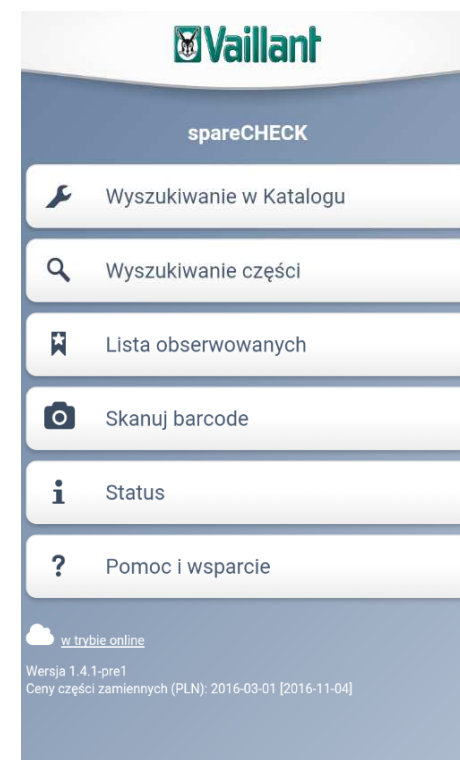 Vaillant
spareCHECK
Wyszukiwanie w Katalogu
Wyszukiwanie części
Lista obserwowanych
Skanuj barcode
Status
Pomoc i wsparcie
w trybie online
Wersja 1.4.1-pre1
Ceny części zamiennych (PLN): 2016-03-01 [2016-11-04]